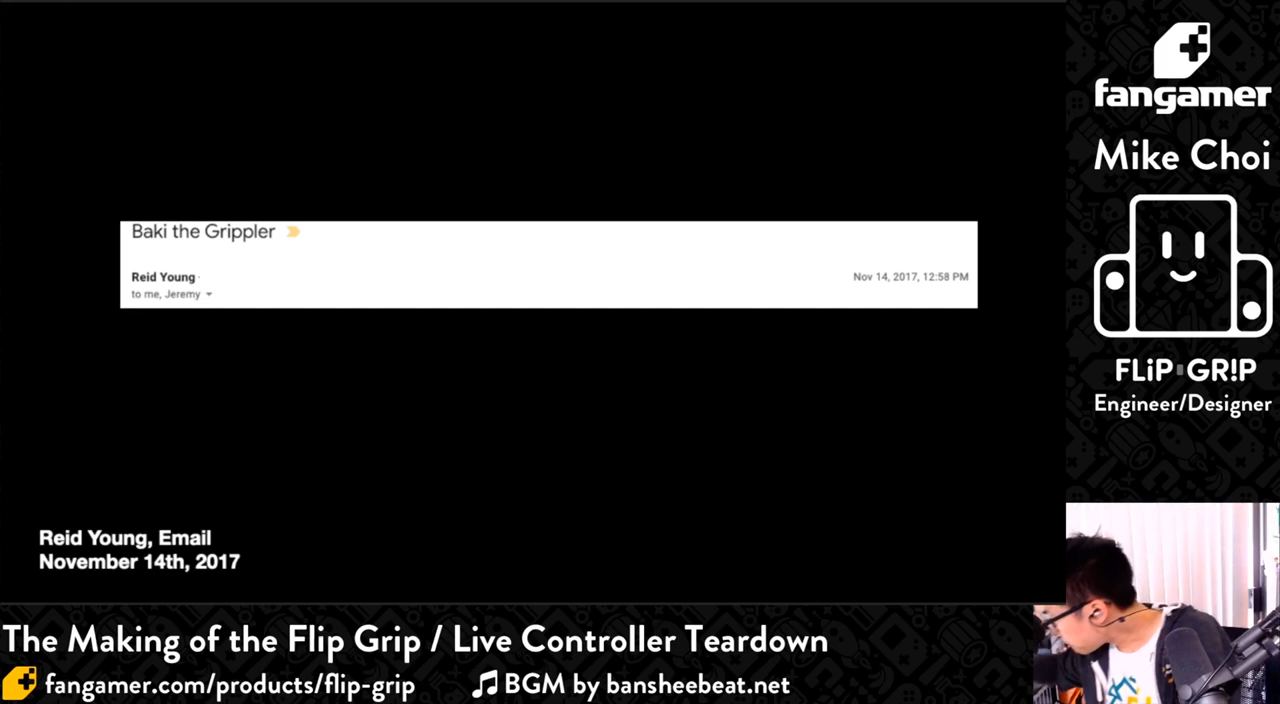 Baki the Grippler
Reid Young
Nov 14, 2017, 12:58 PM
to me, Jeremy
Reid Young, Email
November 14th, 2017
fangamer
Mike Choi
FLiP GR!P
Engineer/Designer
The Making of the Flip Grip / Live Controller Teardown
fangamer.com/products/flip-grip
BGM by bansheebeat.net